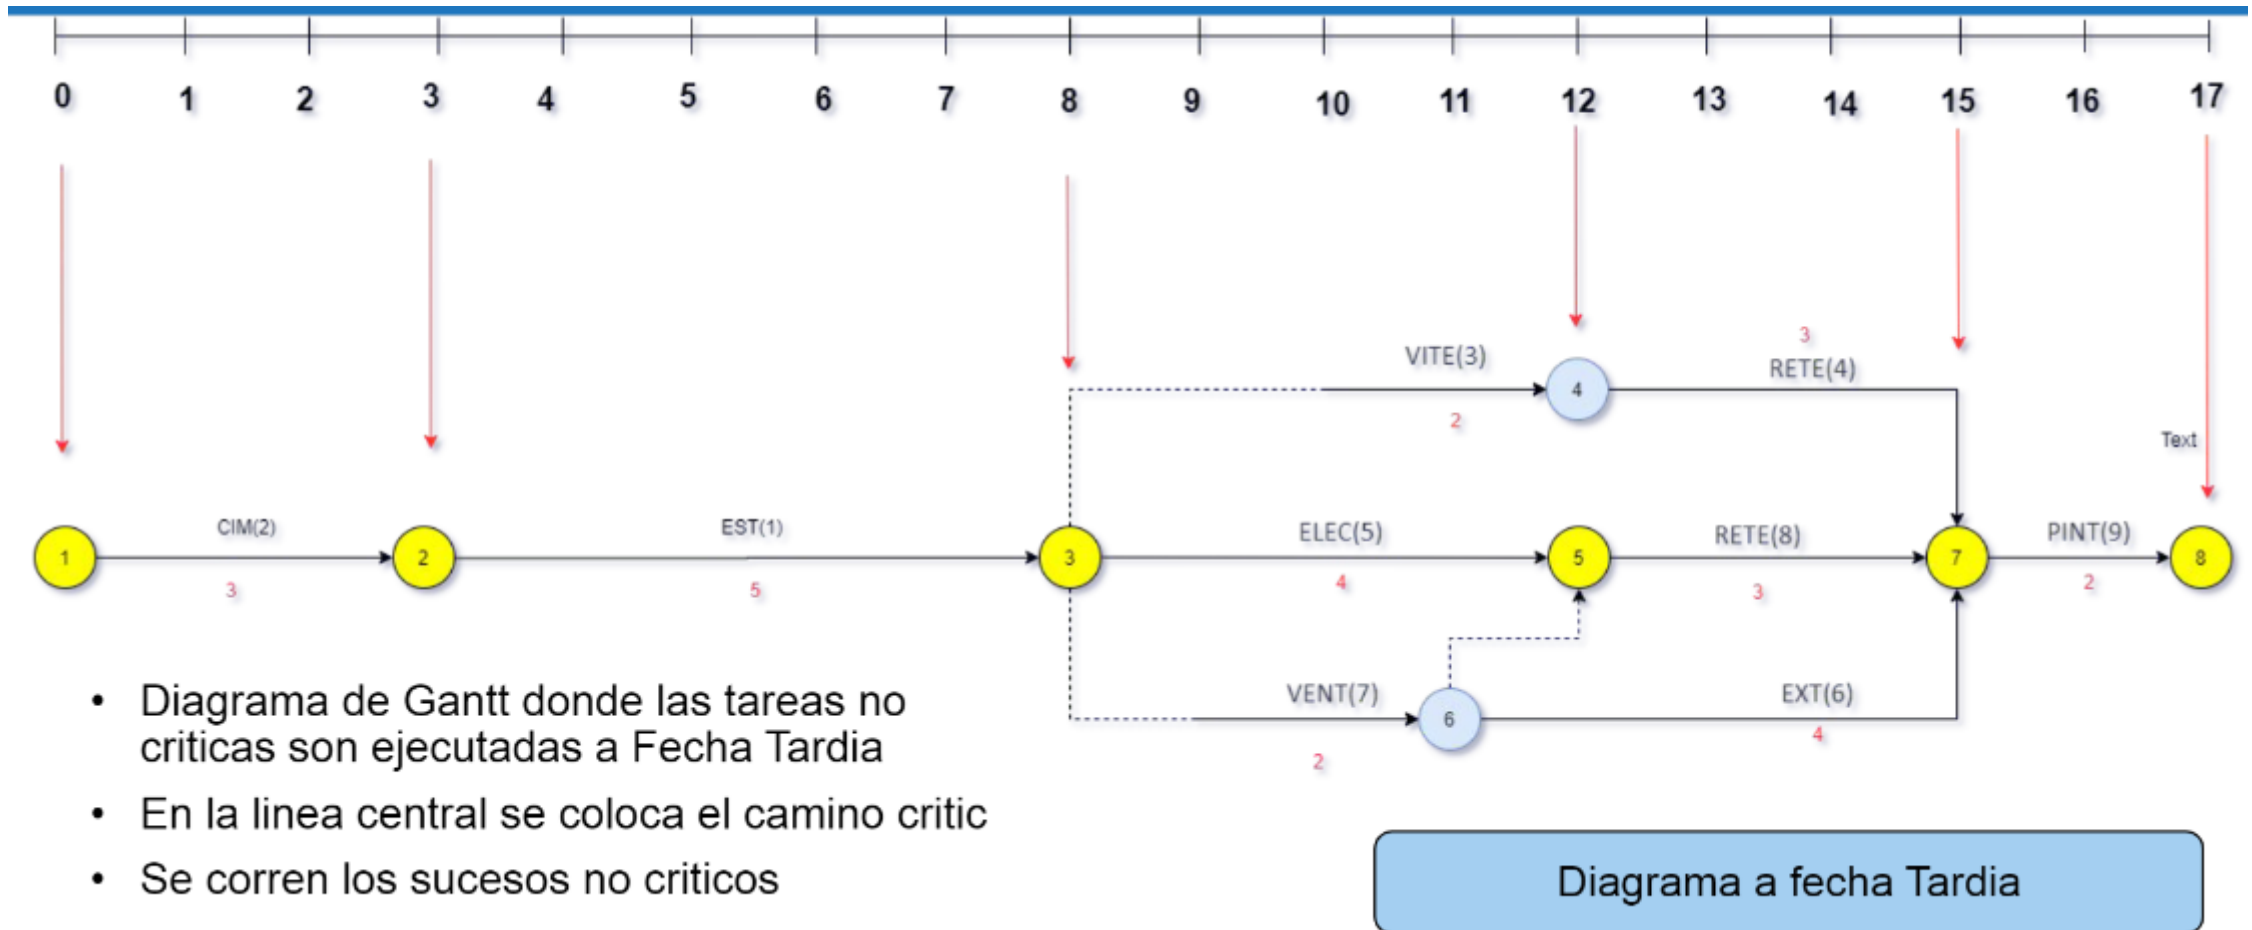 0 1 2 3 4 5 6 7 8 9 10 11 12 13 14 15 16 17
3
VITE(3)
RETE(4)
4
2
Text
CIM(2)
EST(1)
ELEC(5)
RETE(8)
PINT(9)
1
2
3
5
7
8
3
5
4
3
2
VENT(7)
EXT(6)
6
4
2
• Diagrama de Gantt donde las tareas no
criticas son ejecutadas a Fecha Tardia
• En la linea central se coloca el camino critic
• Se corren los sucesos no criticos
Diagrama a fecha Tardia